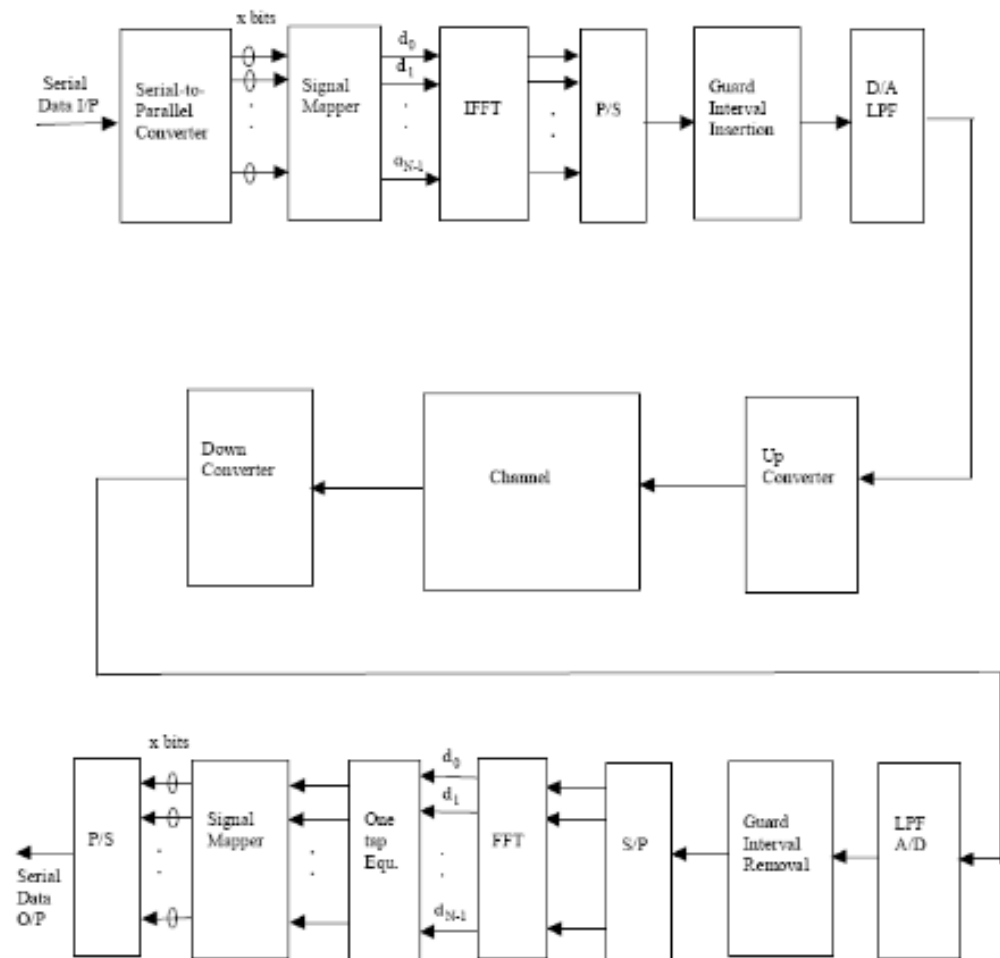 x bits
Serial
Data I/P
Serial-to-
Parallel
Converter
Signal
Mapper
d0
d1
aN-1
IFFT
P/S
Guard
Interval
Insertion
D/A
LPF
Down
Converter
Channel
Up
Converter
x bits
P/S
Serial
Data
O/P
Signal
Mapper
One
tap
Equ.
d0
d1
dN-1
FFT
S/P
Guard
Interval
Removal
LPF
A/D